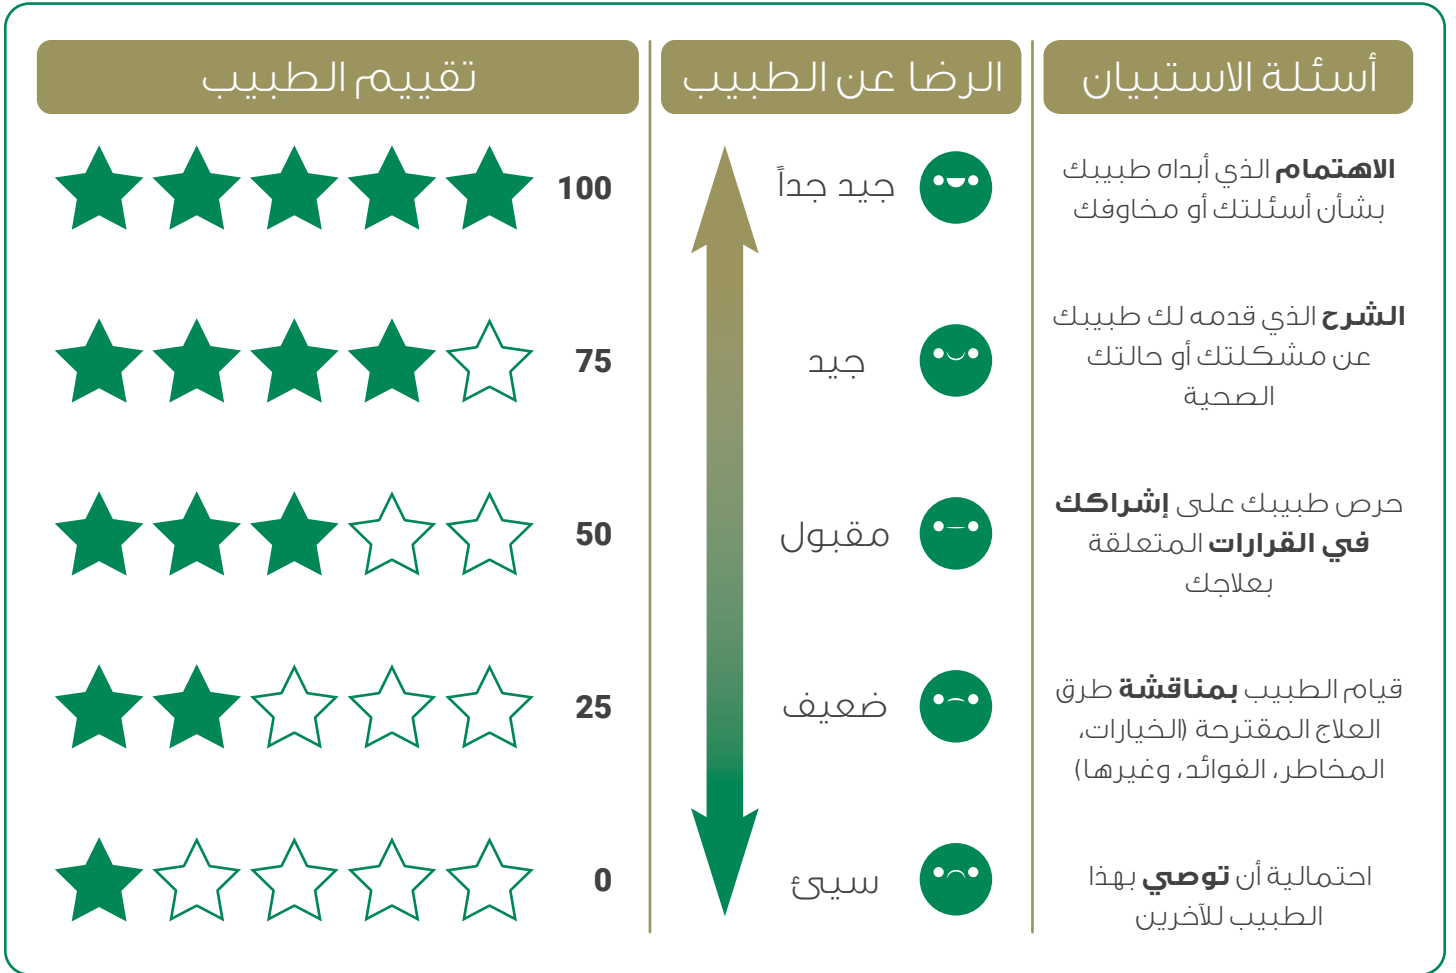 أسئلة الاستبيان
الاهتمام الذي أبداه طبيبك
بشأن أسئلتك أو مخاوفك
الشرح الذي قدمه لك طبيبك
عن مشكلتك أو حالتك
الصحية
حرص طبيبك على إشراكك
في القرارات المتعلقة
بعلاجك
قيام الطبيب بمناقشة طرق
العلاج المقترحة (الخيارات،
المخاطر، الفوائد، وغيرها)
احتمالية أن توصي بهذا
الطبيب للآخرين
الرضا عن الطبيب
جيد جداً
جيد
مقبول
ضعيف
سيئ
تقييم الطبيب
100
75
50
25
0